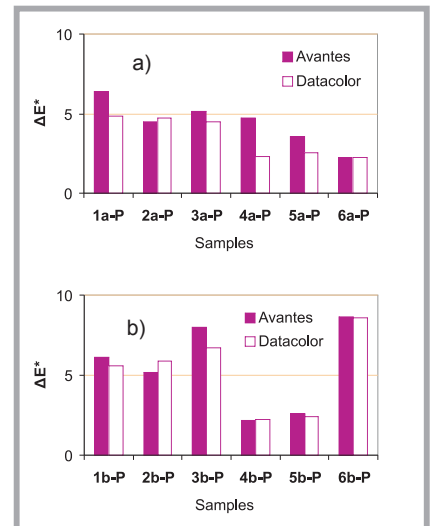 10
a)
Avantes
Datacolor
5
ΔE*
0
1a-P 2a-P 3a-P 4a-P 5a-P 6a-P
Samples
10
b)
Avantes
Datacolor
5
ΔE*
0
1b-P 2b-P 3b-P 4b-P 5b-P 6b-P
Samples